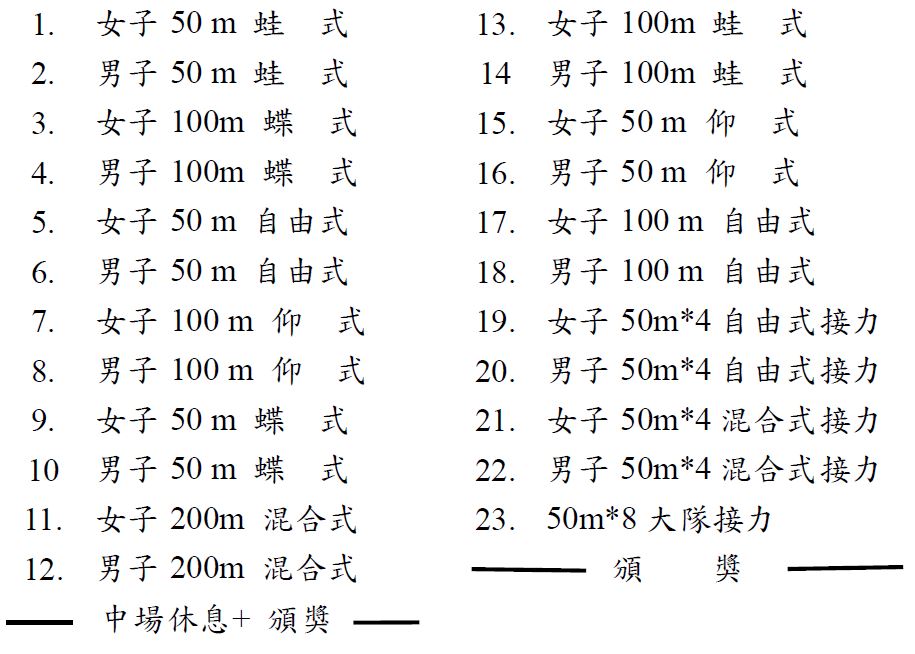 1. 女子 50 m 蛙 式
2. 男子 50 m 蛙 式
3. 女子 100m 蝶 式
4. 男子 100m 蝶 式
5. 女子 50 m 自由式
6. 男子 50 m 自由式
7. 女子 100 m 仰 式
8. 男子 100 m 仰 式
9. 女子 50 m 蝶 式
10 男子 50 m 蝶 式
11. 女子 200m 混合式
12. 男子 200m 混合式
中場休息+ 頒獎
13. 女子 100m 蛙 式
14 男子 100m 蛙 式
15. 女子 50 m 仰 式
16. 男子 50 m 仰 式
17. 女子 100 m 自由式
18. 男子 100 m 自由式
19. 女子 50m*4 自由式接力
20. 男子 50m*4 自由式接力
21. 女子 50m*4 混合式接力
22. 男子 50m*4 混合式接力
23. 50m*8 大隊接力
頒 獎